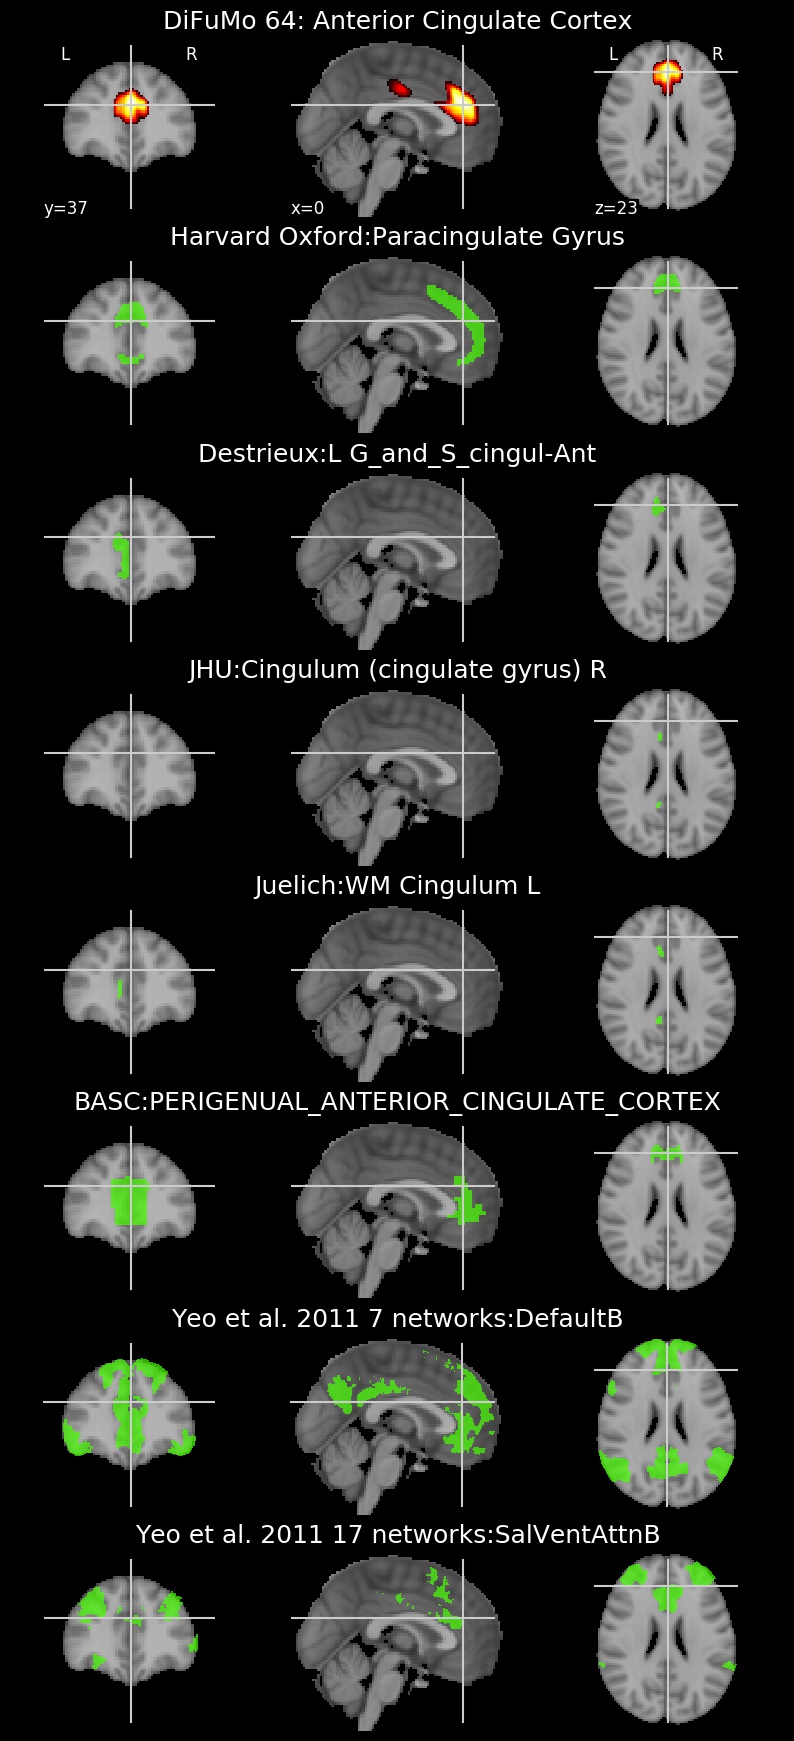 DiFuMo 64: Anterior Cingulate Cortex
L R L R
y=37 x=0 z=23
Harvard Oxford:Paracingulate Gyrus
Destrieux:L G_and_S_cingul-Ant
JHU:Cingulum (cingulate gyrus) R
Juelich:WM Cingulum L
BASC:PERIGENUAL_ANTERIOR_CINGULATE_CORTEX
Yeo et al. 2011 7 networks:DefaultB
Yeo et al. 2011 17 networks:SalVentAttnB